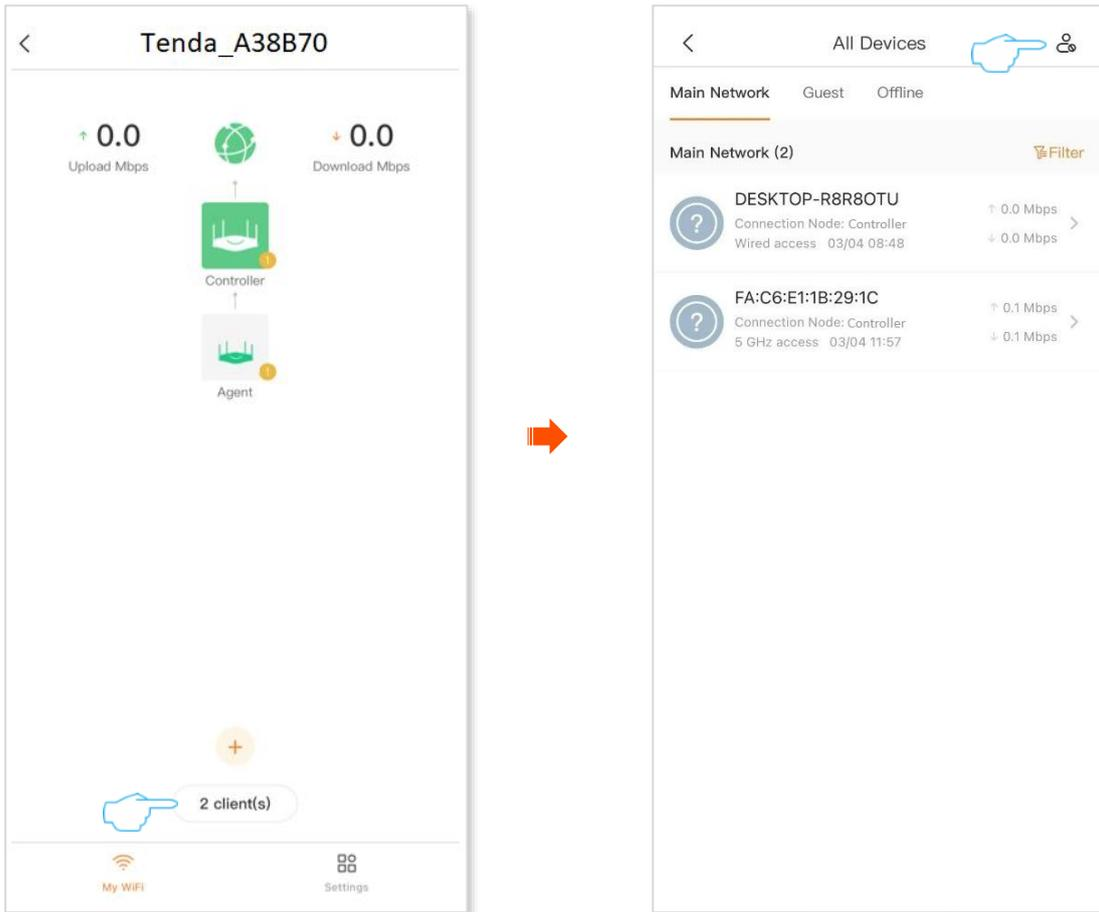 Tenda_A38B70
↑ 0.0
Upload Mbps
↓ 0.0
Download Mbps
1
Controller
1
Agent
+
2 client(s)
My WiFi
Settings
All Devices
Main Network Guest Offline
Main Network (2) Filter
? DESKTOP-R8R8OTU
Connection Node: Controller
Wired access 03/04 08:48
↑ 0.0 Mbps
↓ 0.0 Mbps
? FA:C6:E1:1B:29:1C
Connection Node: Controller
5 GHz access 03/04 11:57
↑ 0.1 Mbps
↓ 0.1 Mbps